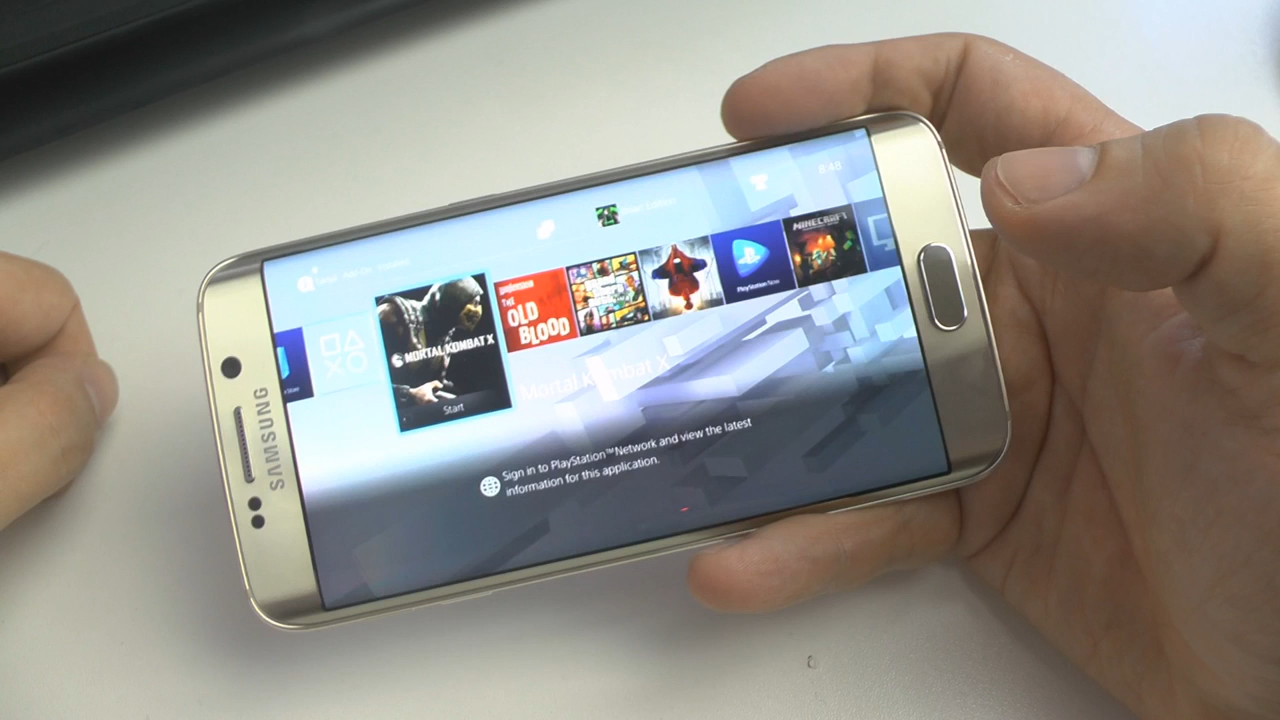 8:48
MINECRAFT
PlayStation Now
Wolfenstein
THE
OLD
BLOOD
MORTAL KOMBAT X
Start
Mortal Kombat X
Sign in to PlayStation™Network and view the latest
information for this application.
SAMSUNG